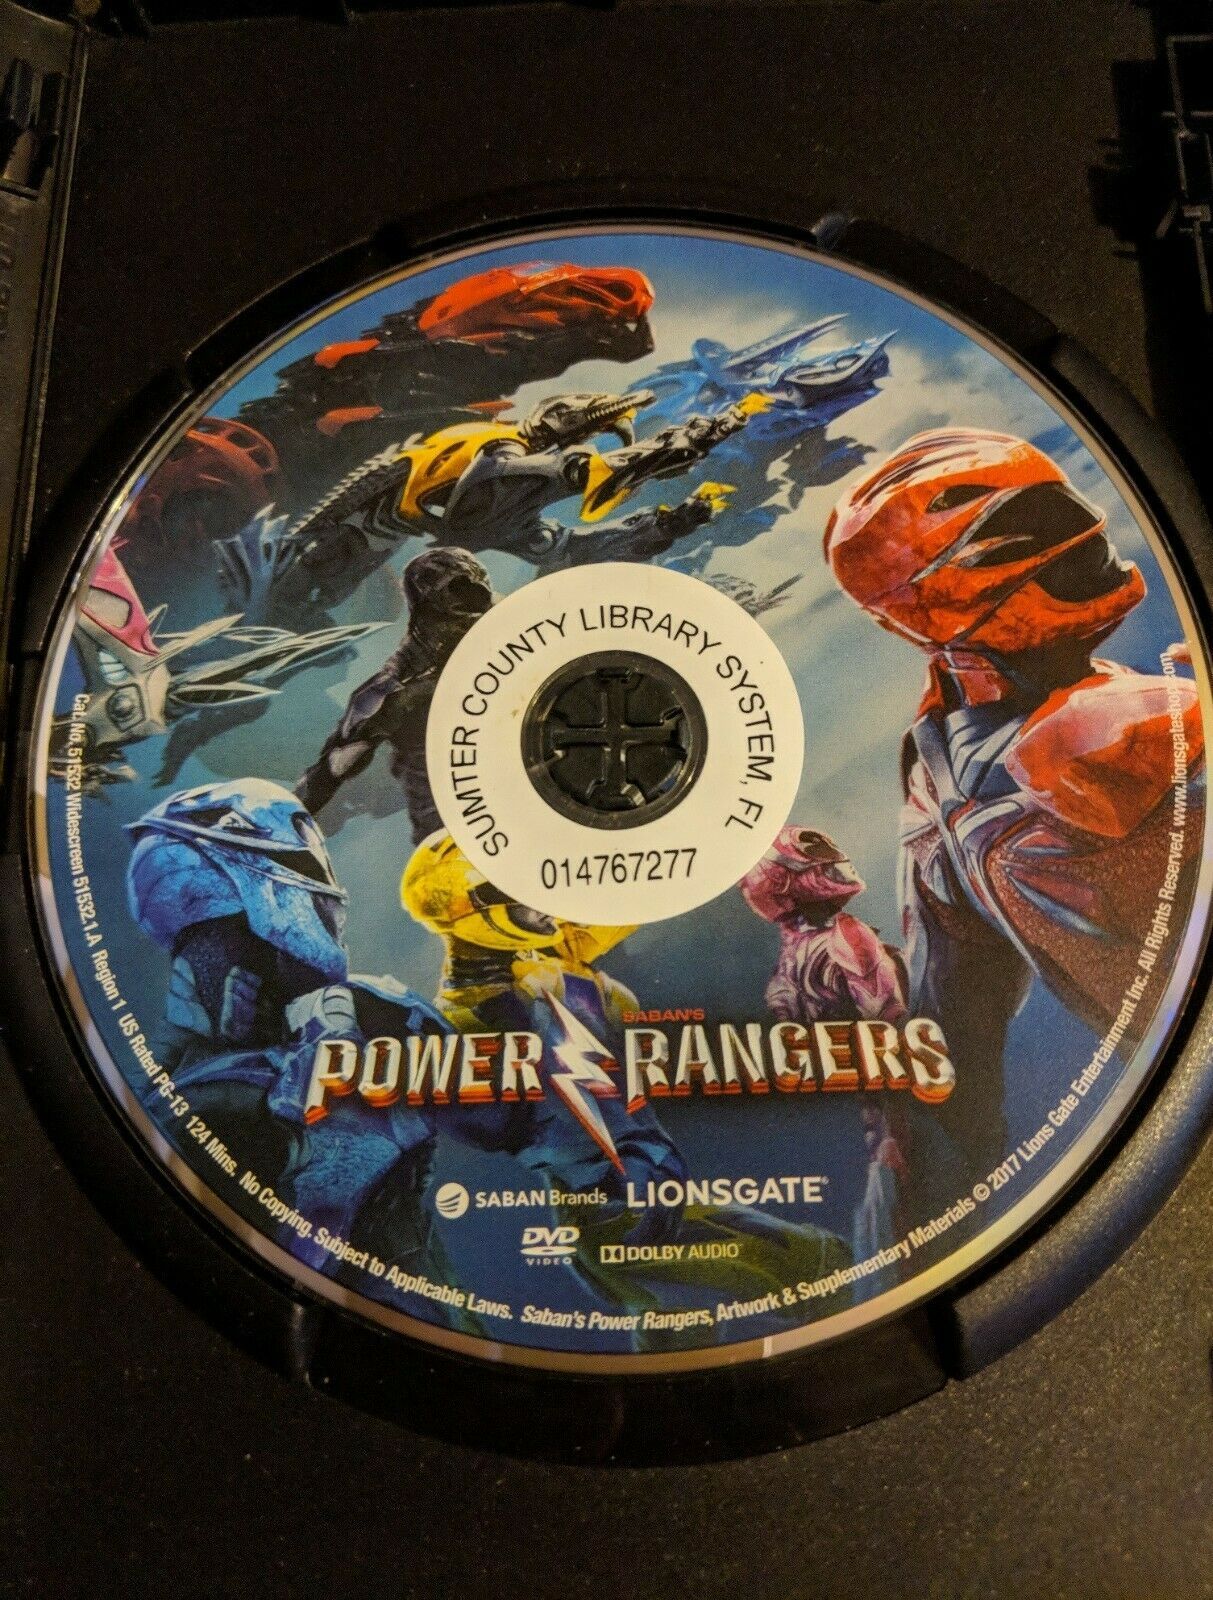 SUMTER COUNTY LIBRARY SYSTEM, FL
014767277
SABAN'S
POWER RANGERS
SABAN Brands LIONSGATE
DVD
VIDEO
DOLBY AUDIO
Cat. No. 51532 Widescreen 51532.1.A Region 1 US Rated PG-13 124 Mins. No Copying. Subject to Applicable Laws. Saban's Power Rangers, Artwork & Supplementary Materials © 2017 Lions Gate Entertainment Inc. All Rights Reserved. www.lionsgateshop.com